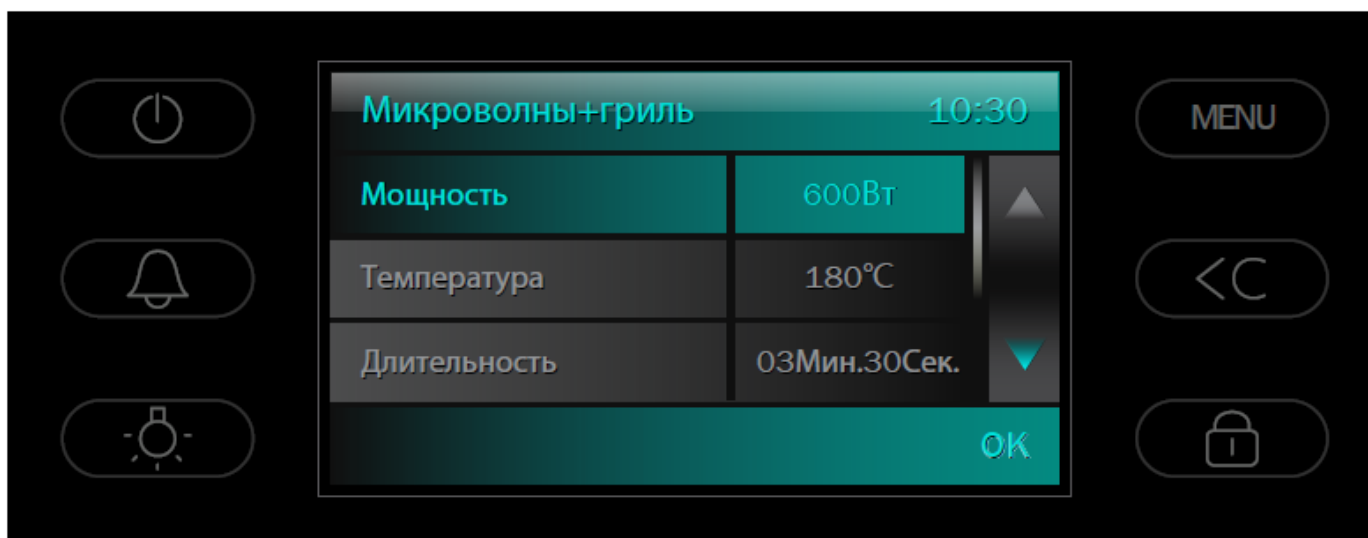 Микроволны+гриль 10:30
MENU
Мощность 600Вт
Температура 180°C
<C
Длительность 03Мин.30Сек.
OK